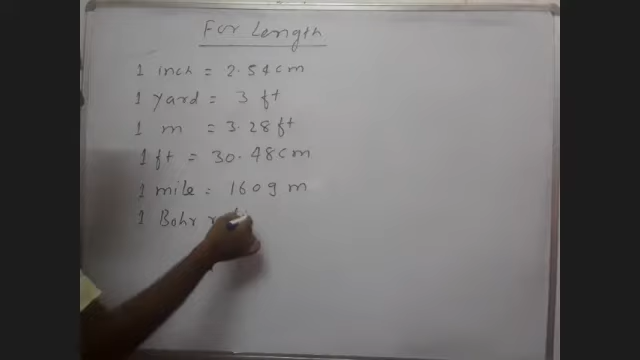 For Length
1 inch = 2.54 cm
1 yard = 3 ft
1 m = 3.28 ft
1 ft = 30.48 cm
1 mile = 1609 m
1 Bohr